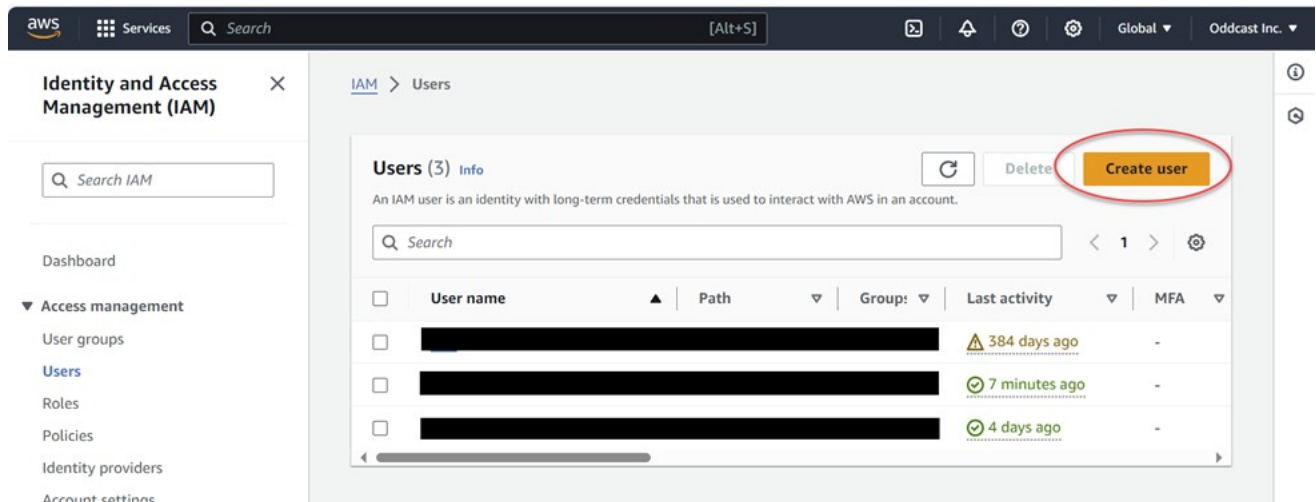 aws
Services
Search
[Alt+S]
Global
Oddcast Inc.
Identity and Access
Management (IAM)
Search IAM
Dashboard
Access management
User groups
Users
Roles
Policies
Identity providers
Account settings
IAM > Users
Users (3) Info
Delete
Create user
An IAM user is an identity with long-term credentials that is used to interact with AWS in an account.
Search
1
User name
Path
Groups
Last activity
MFA
384 days ago
-
7 minutes ago
-
4 days ago
-